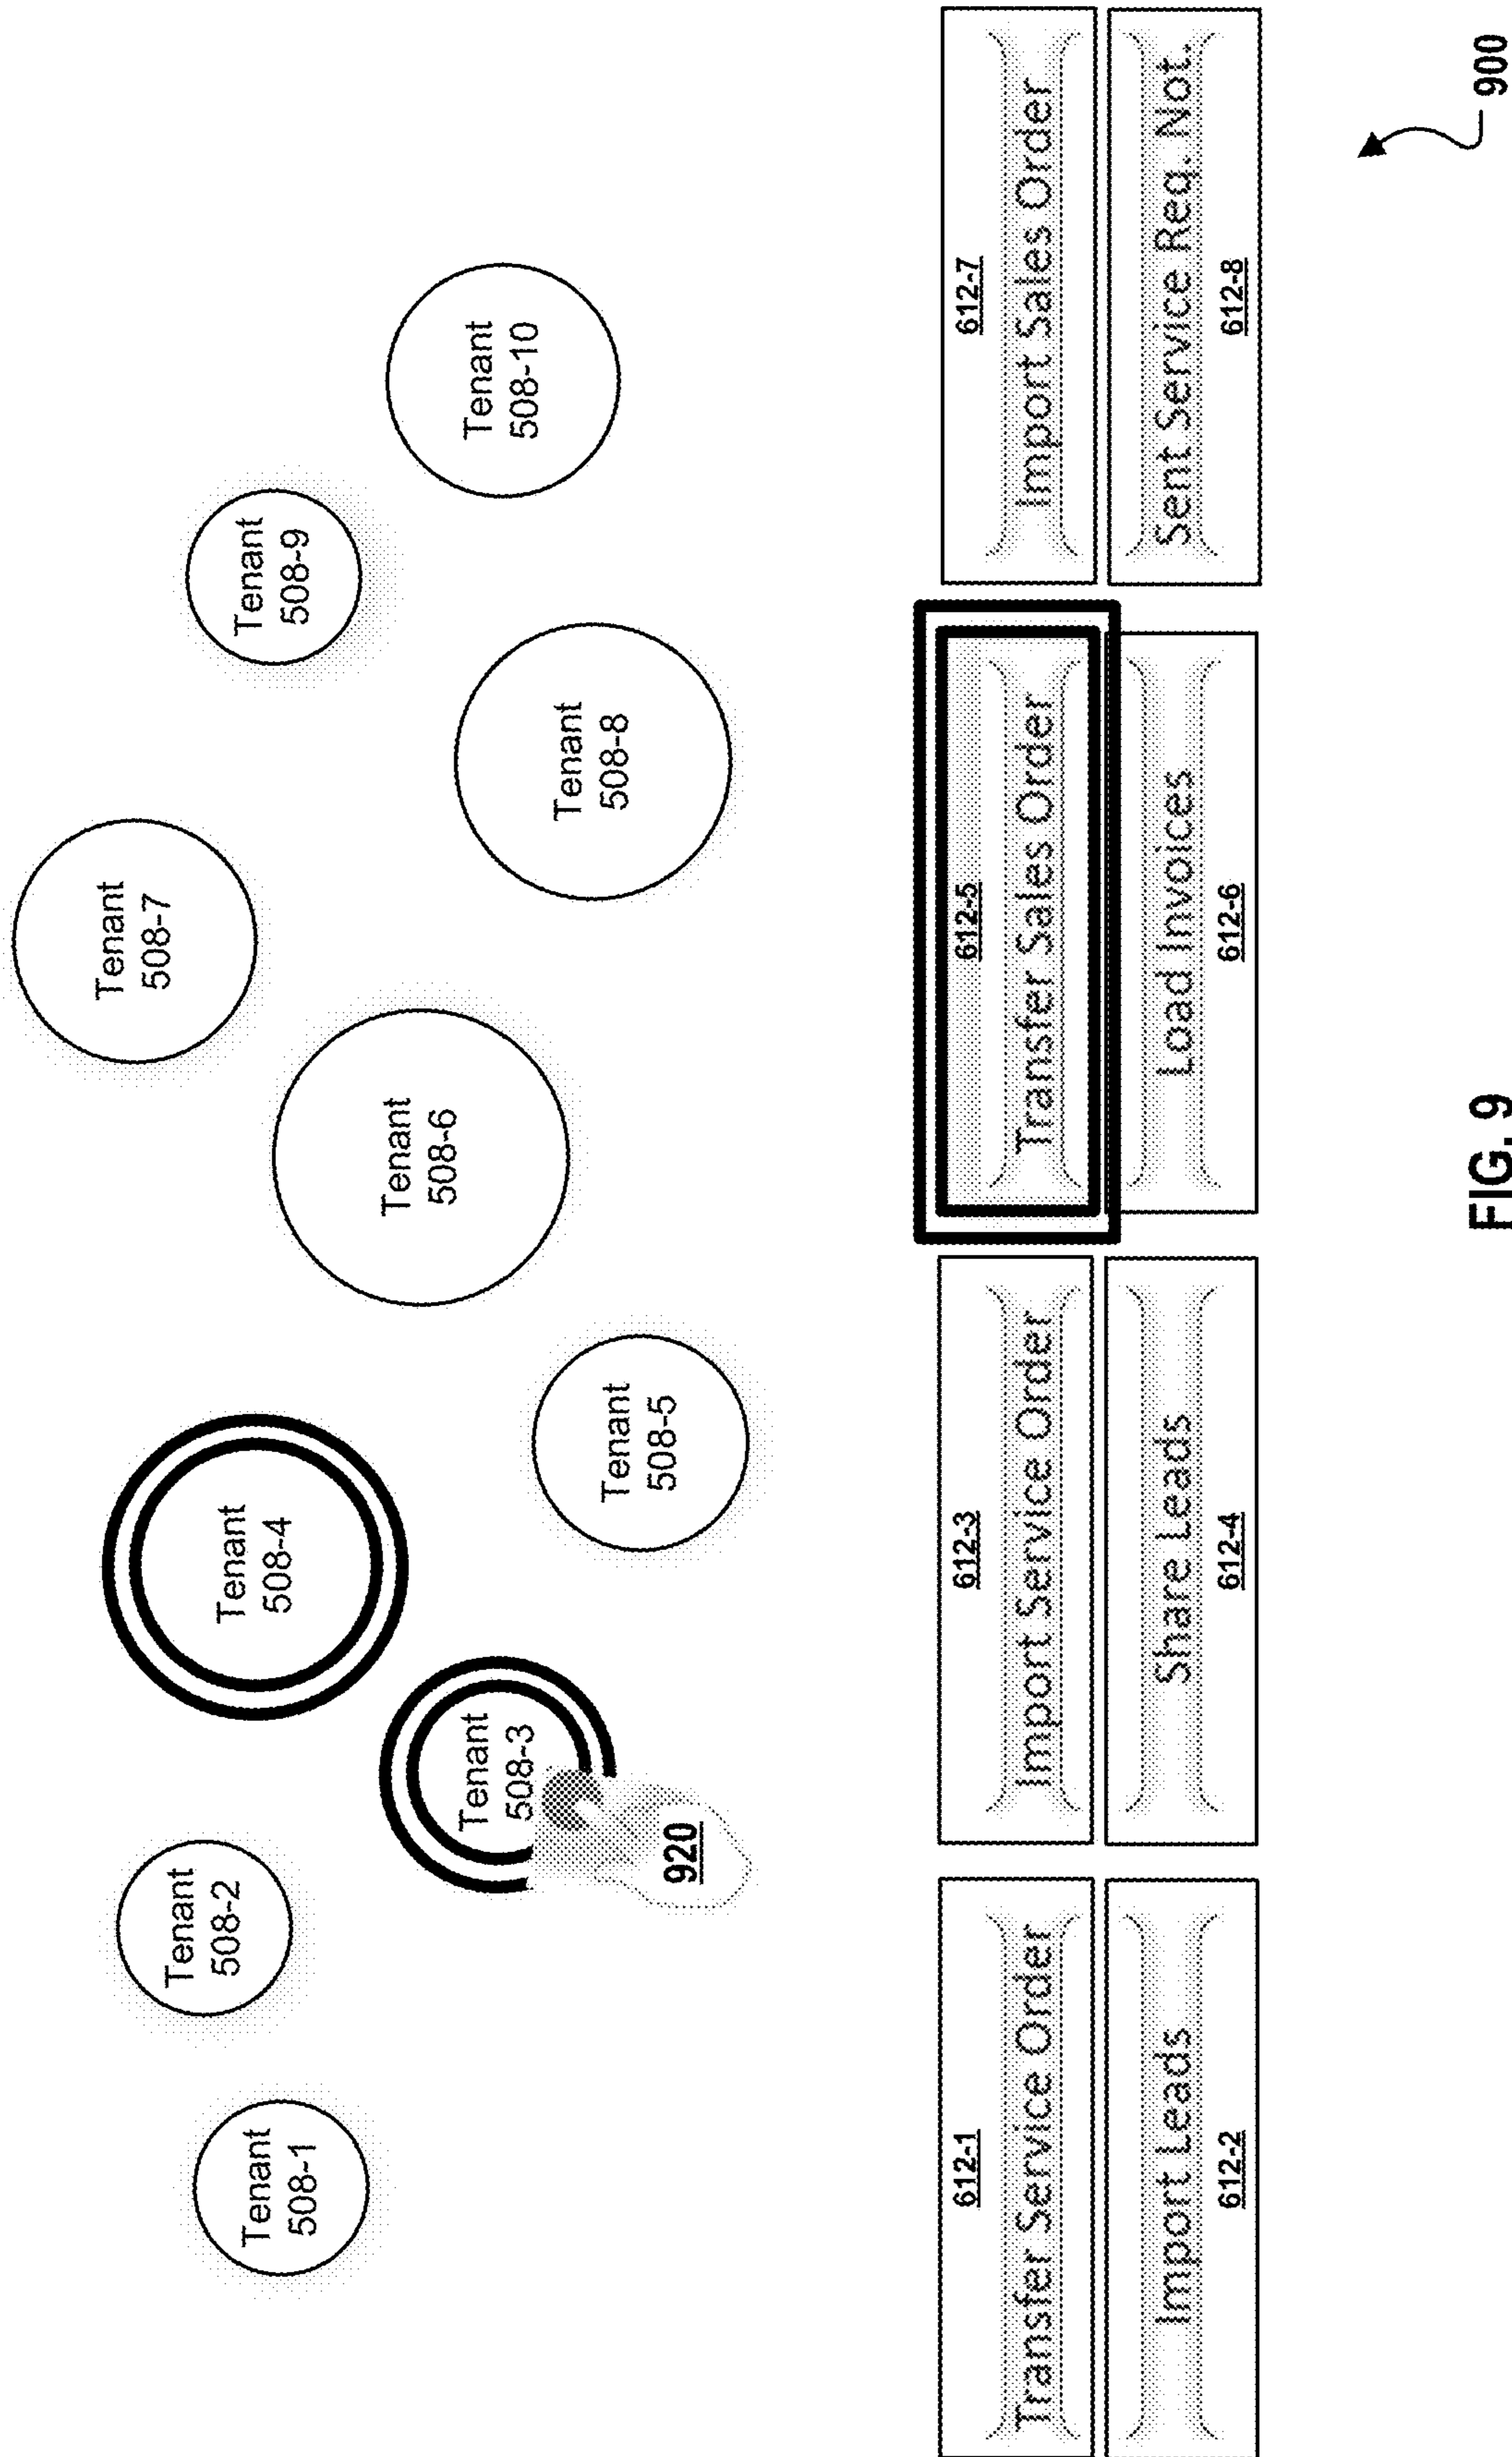 Tenant
508-1
Tenant
508-2
Tenant
508-3
Tenant
508-4
Tenant
508-5
Tenant
508-6
Tenant
508-7
Tenant
508-8
Tenant
508-9
Tenant
508-10
920
612-1
Transfer Service Order
Import Leads
612-2
612-3
Import Service Order
Share Leads
612-4
612-5
Transfer Sales Order
Load Invoices
612-6
612-7
Import Sales Order
Sent Service Req. Not.
612-8
900
FIG. 9